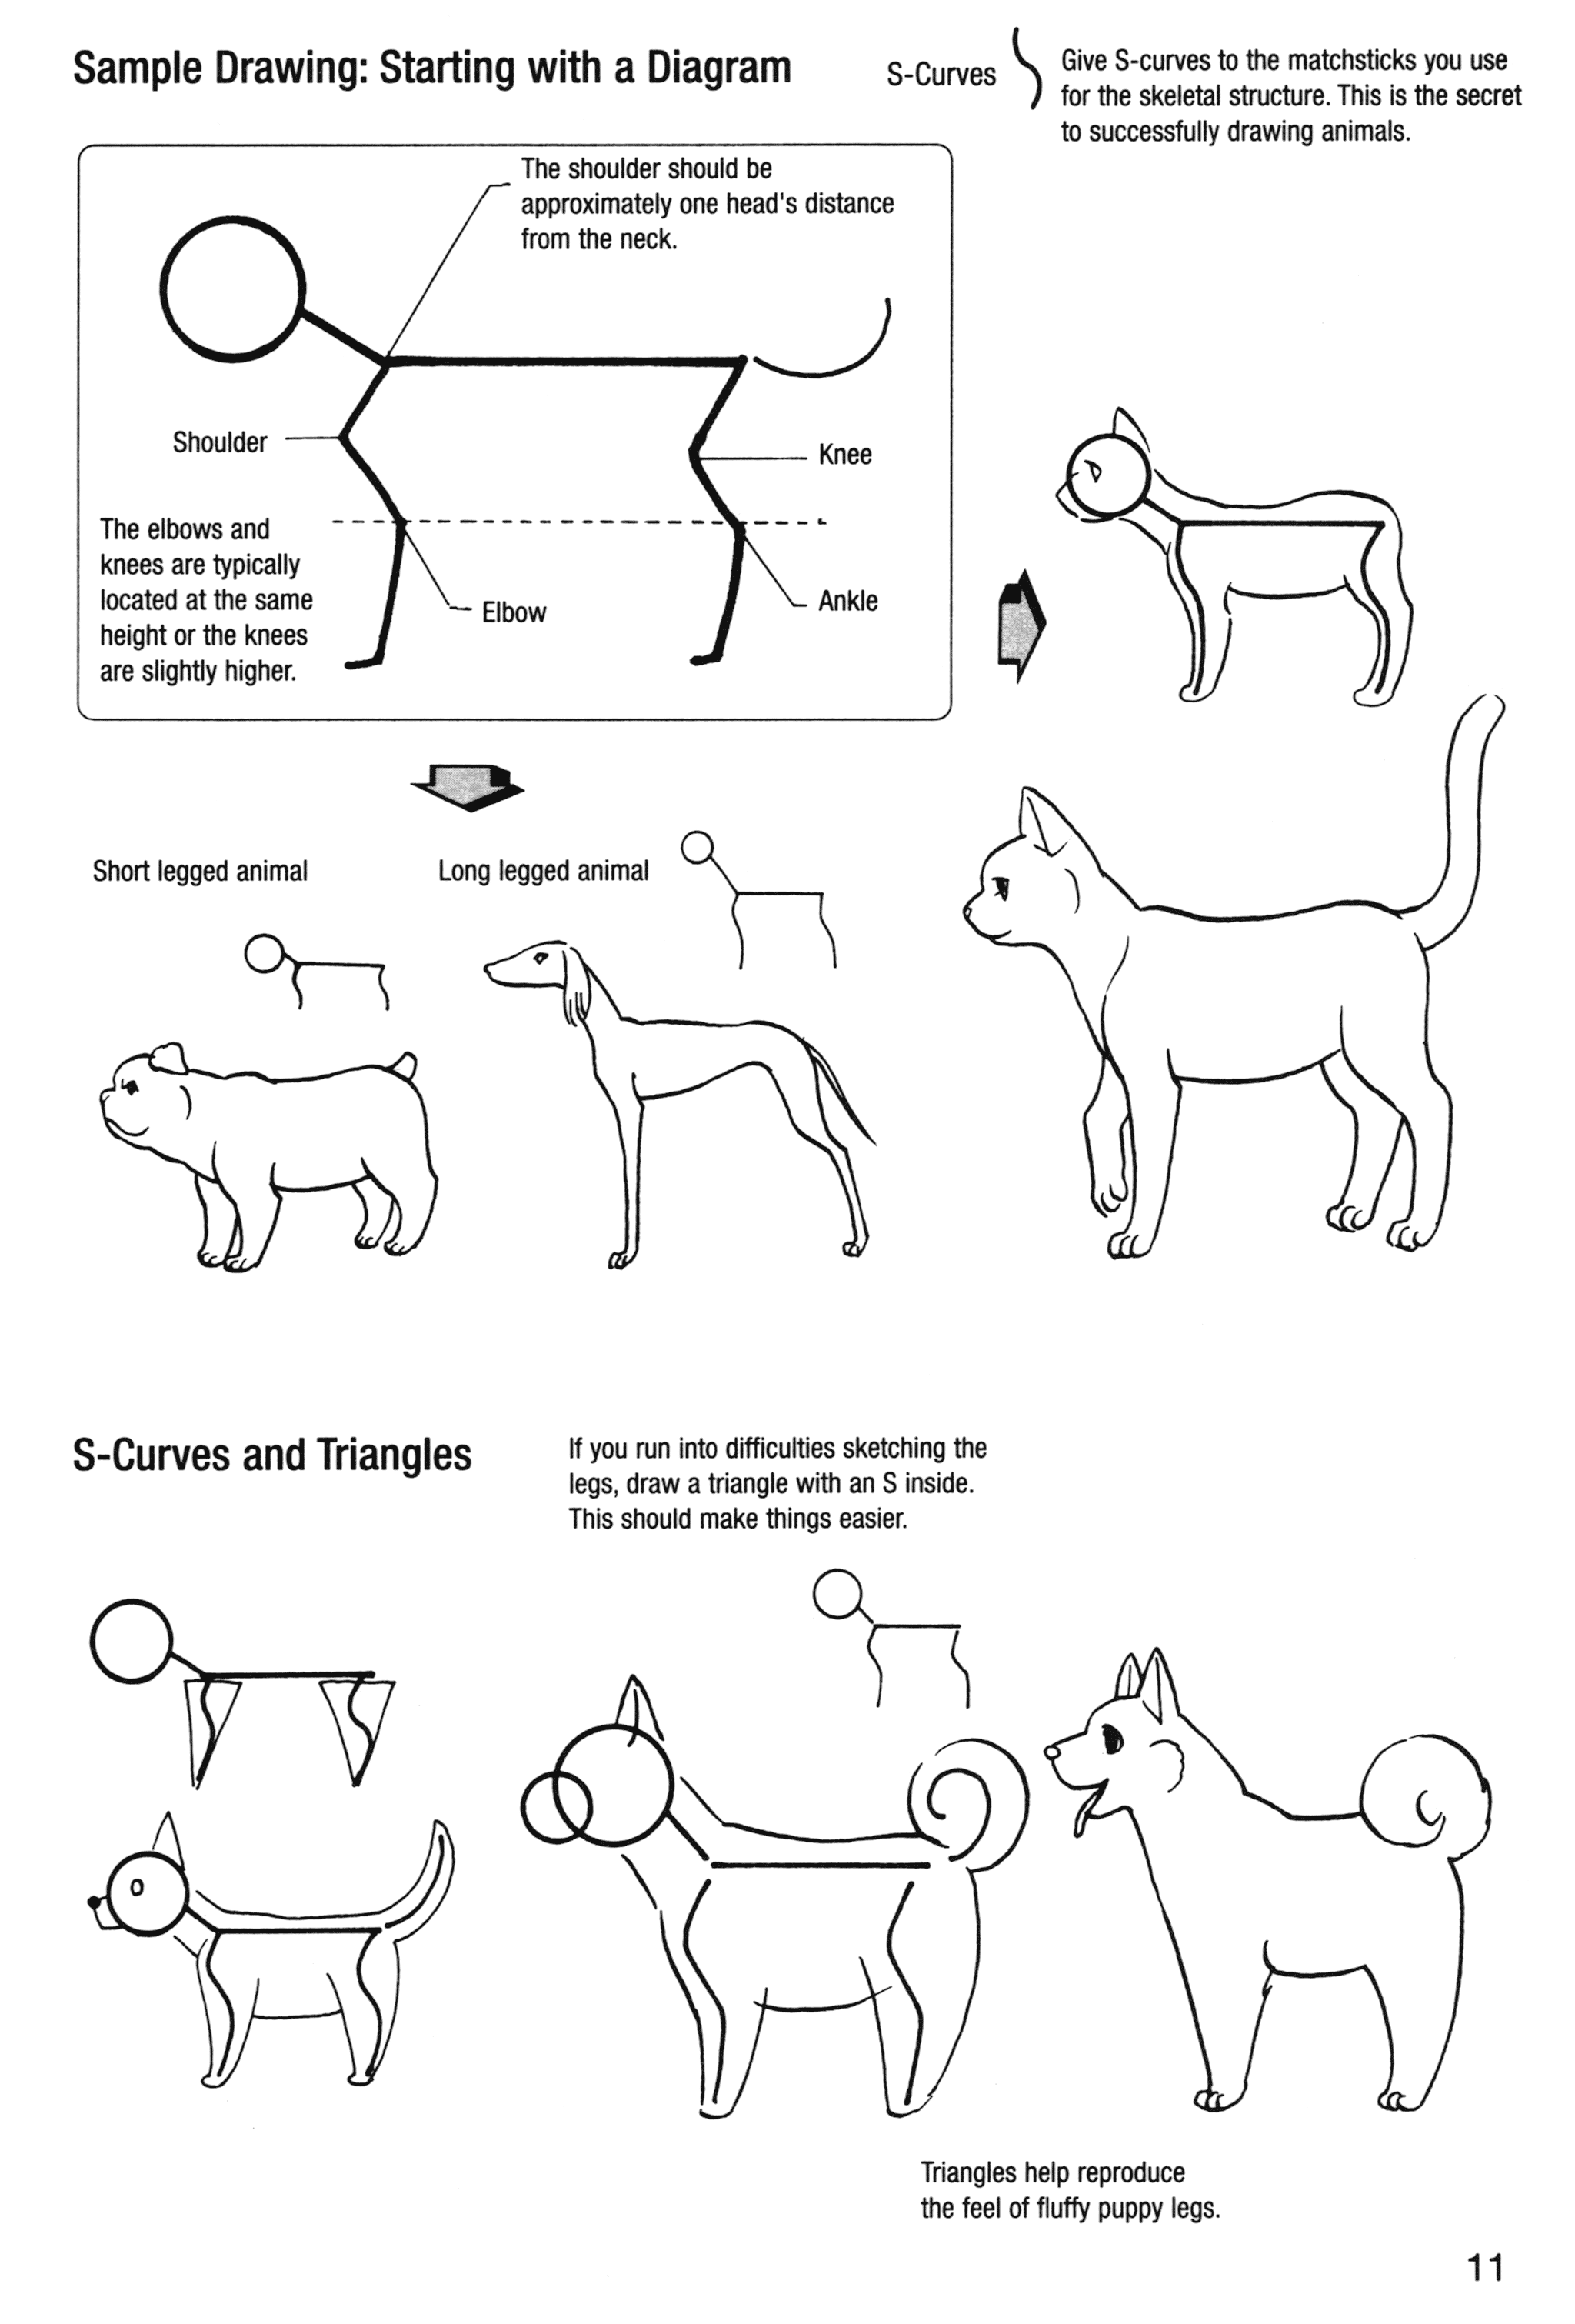 Sample Drawing: Starting with a Diagram
S-Curves
Give S-curves to the matchsticks you use
for the skeletal structure. This is the secret
to successfully drawing animals.
The shoulder should be
approximately one head's distance
from the neck.
Shoulder
Knee
The elbows and
knees are typically
located at the same
height or the knees
are slightly higher.
Elbow
Ankle
Short legged animal
Long legged animal
S-Curves and Triangles
If you run into difficulties sketching the
legs, draw a triangle with an S inside.
This should make things easier.
Triangles help reproduce
the feel of fluffy puppy legs.
11